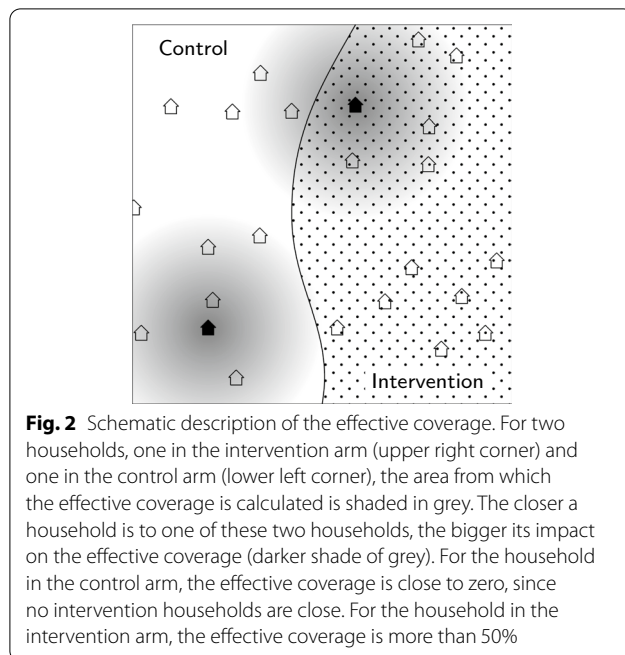 Control
Intervention
Fig. 2 Schematic description of the effective coverage. For two
households, one in the intervention arm (upper right corner) and
one in the control arm (lower left corner), the area from which
the effective coverage is calculated is shaded in grey. The closer a
household is to one of these two households, the bigger its impact
on the effective coverage (darker shade of grey). For the household
in the control arm, the effective coverage is close to zero, since
no intervention households are close. For the household in the
intervention arm, the effective coverage is more than 50%